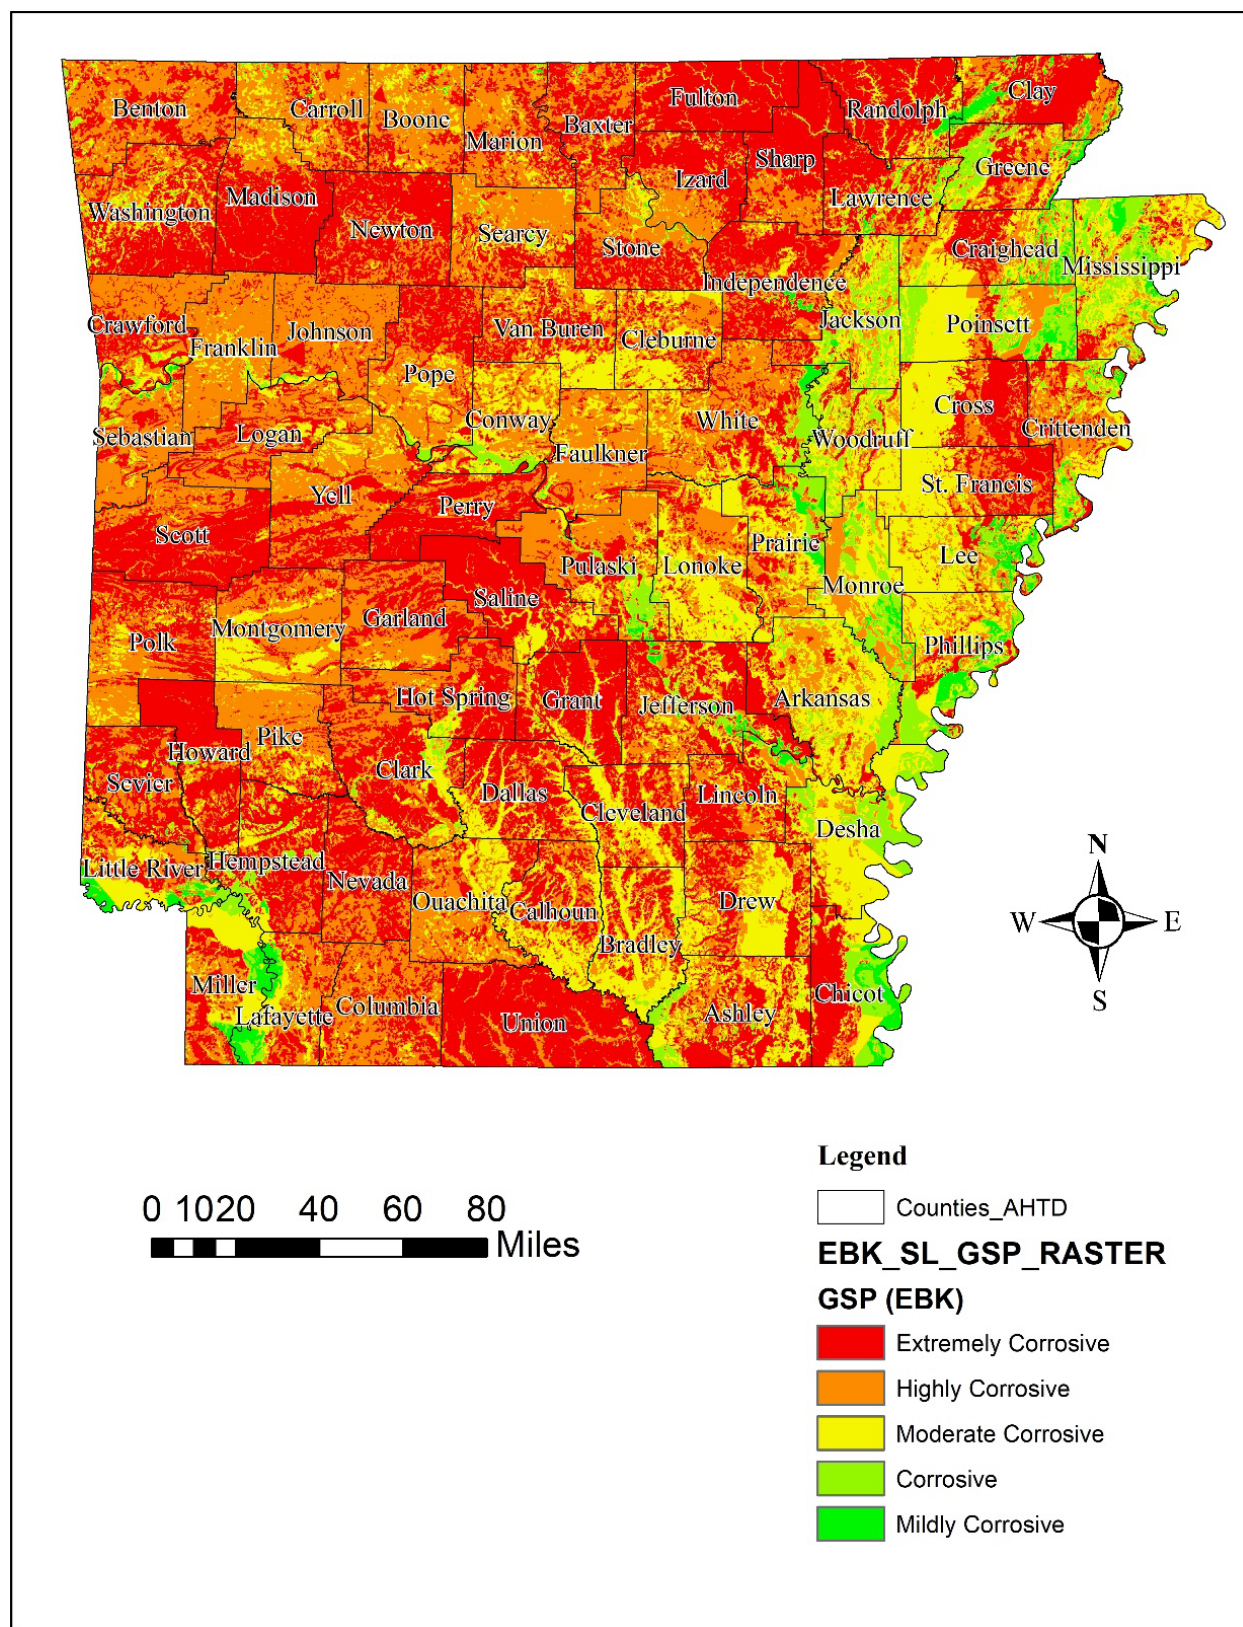 Benton
Carroll
Boone
Marion
Baxter
Fulton
Randolph
Clay
Washington
Madison
Newton
Searcy
Stone
Izard
Sharp
Lawrence
Greene
Craighead
Mississippi
Crawford
Franklin
Johnson
Pope
Van Buren
Cleburne
Independence
Jackson
Poinsett
Sebastian
Logan
Conway
Faulkner
White
Woodruff
Cross
Crittenden
Scott
Yell
Perry
Pulaski
Lonoke
Prairie
Monroe
St. Francis
Lee
Polk
Montgomery
Garland
Saline
Phillips
Hot Spring
Grant
Jefferson
Arkansas
Sevier
Howard
Pike
Clark
Dallas
Cleveland
Lincoln
Desha
Little River
Hempstead
Nevada
Ouachita
Calhoun
Bradley
Drew
Miller
Lafayette
Columbia
Union
Ashley
Chicot
N
W E
S
Legend
Counties_AHTD
EBK_SL_GSP_RASTER
GSP (EBK)
Extremely Corrosive
Highly Corrosive
Moderate Corrosive
Corrosive
Mildly Corrosive
0 10 20 40 60 80
Miles